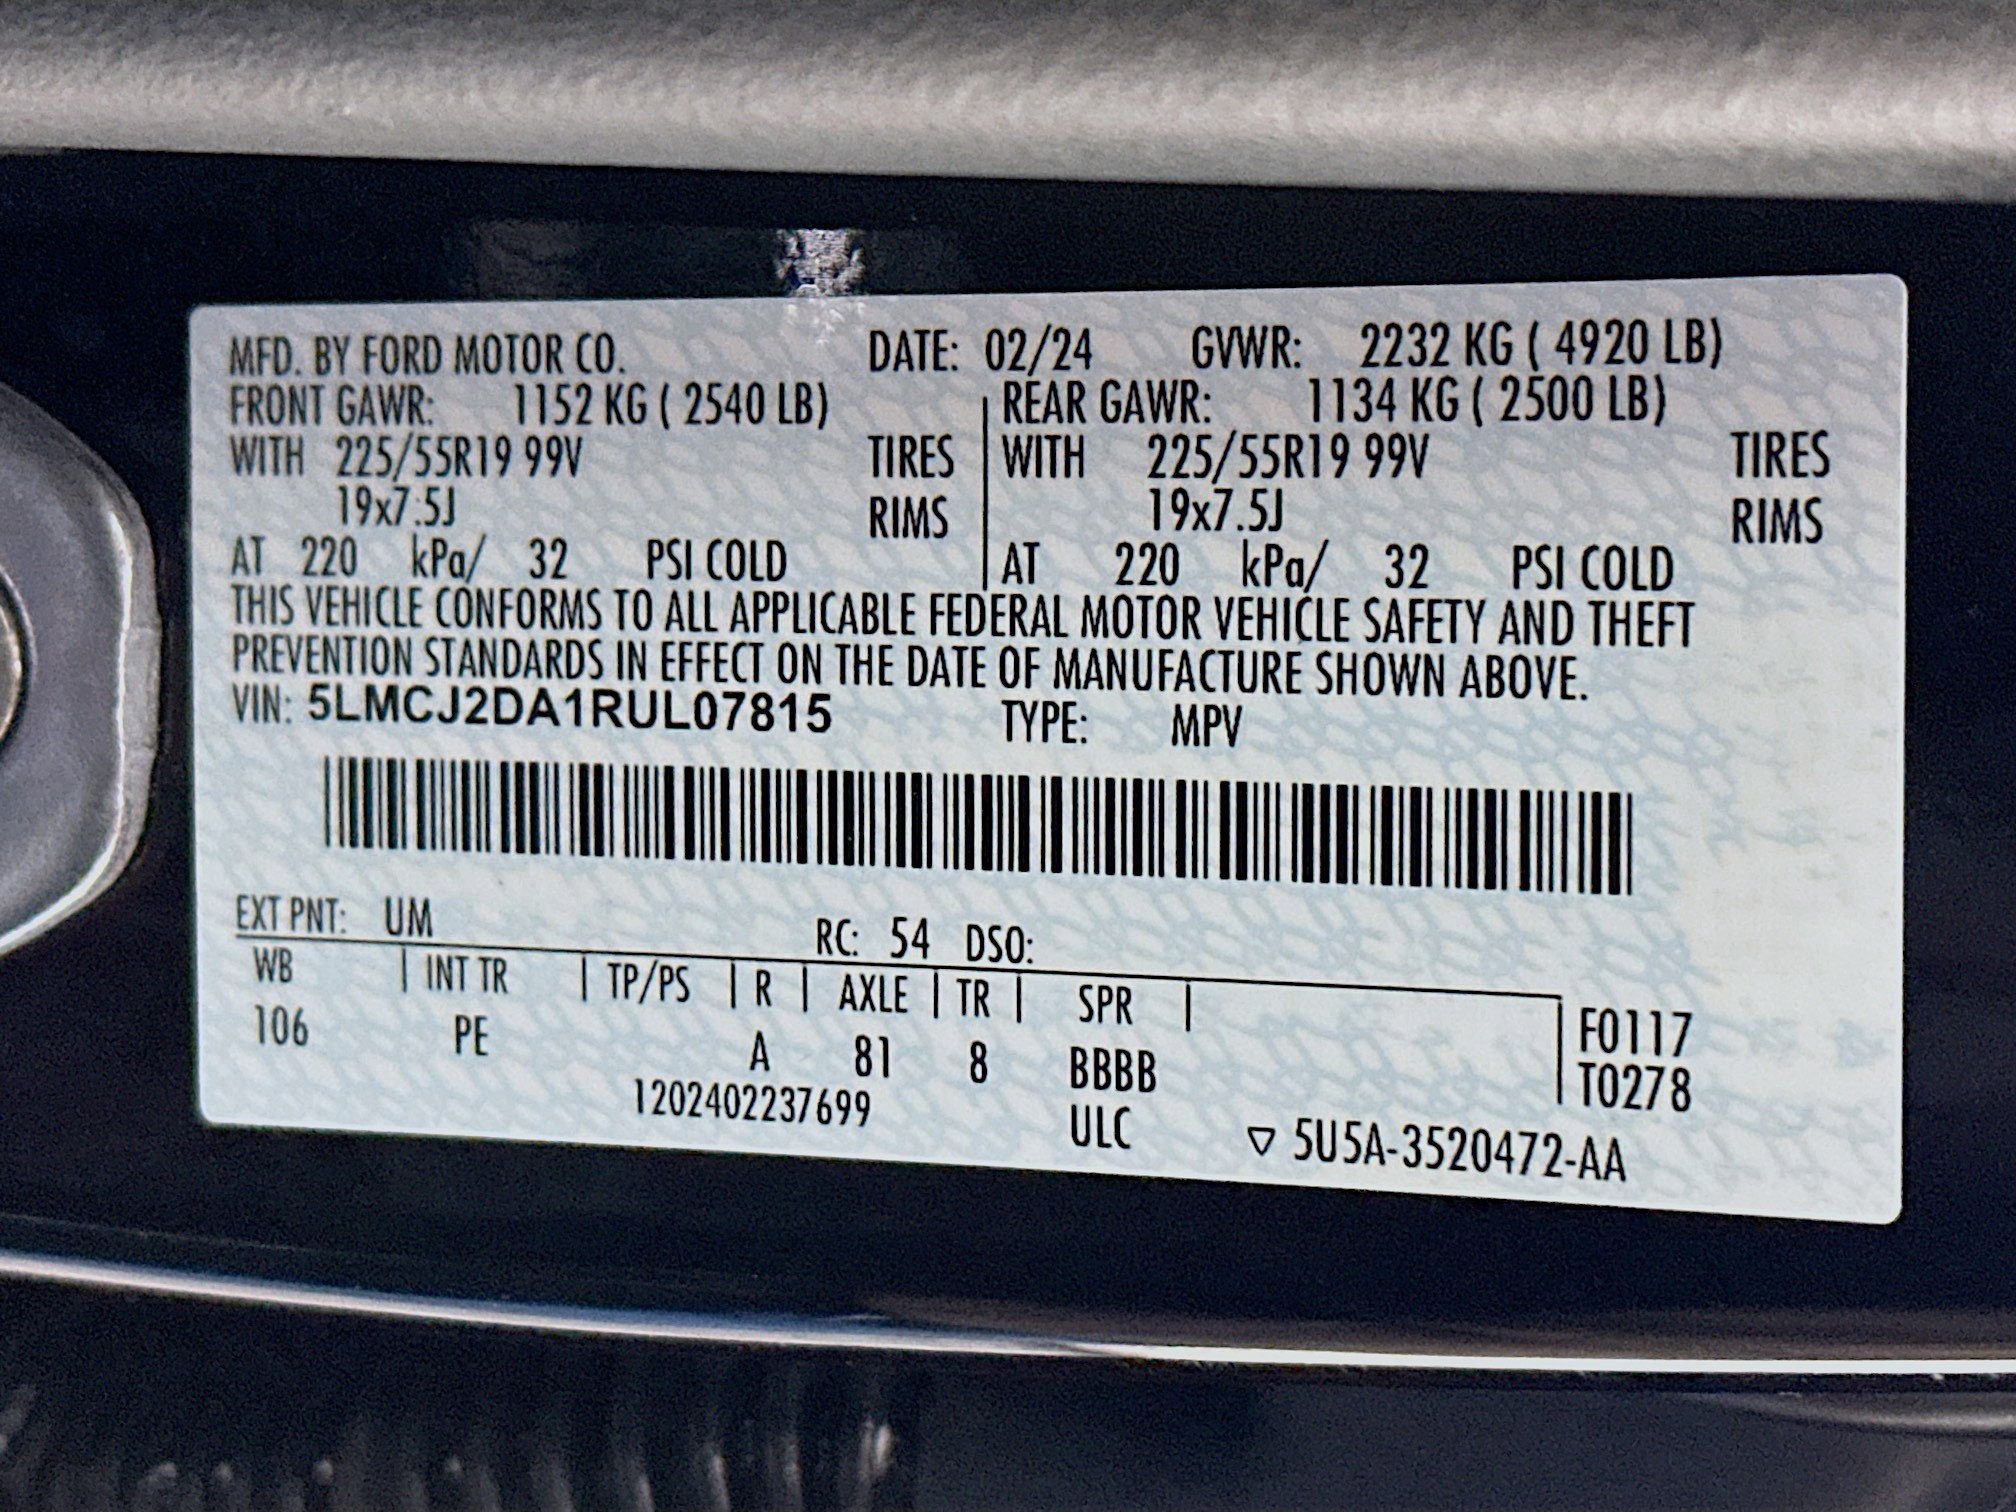 MFD. BY FORD MOTOR CO. DATE: 02/24 GVWR: 2232 KG ( 4920 LB)
FRONT GAWR: 1152 KG ( 2540 LB) REAR GAWR: 1134 KG ( 2500 LB)
WITH 225/55R19 99V TIRES WITH 225/55R19 99V TIRES
19x7.5J RIMS 19x7.5J RIMS
AT 220 kPa/ 32 PSI COLD AT 220 kPa/ 32 PSI COLD
THIS VEHICLE CONFORMS TO ALL APPLICABLE FEDERAL MOTOR VEHICLE SAFETY AND THEFT
PREVENTION STANDARDS IN EFFECT ON THE DATE OF MANUFACTURE SHOWN ABOVE.
VIN: 5LMCJ2DA1RUL07815 TYPE: MPV
EXT PNT: UM RC: 54 DSO:
WB | INT TR | TP/PS | R | AXLE | TR | SPR | F0117
106 PE A 81 8 BBBB T0278
1202402237699 ULC ▽ 5U5A-3520472-AA